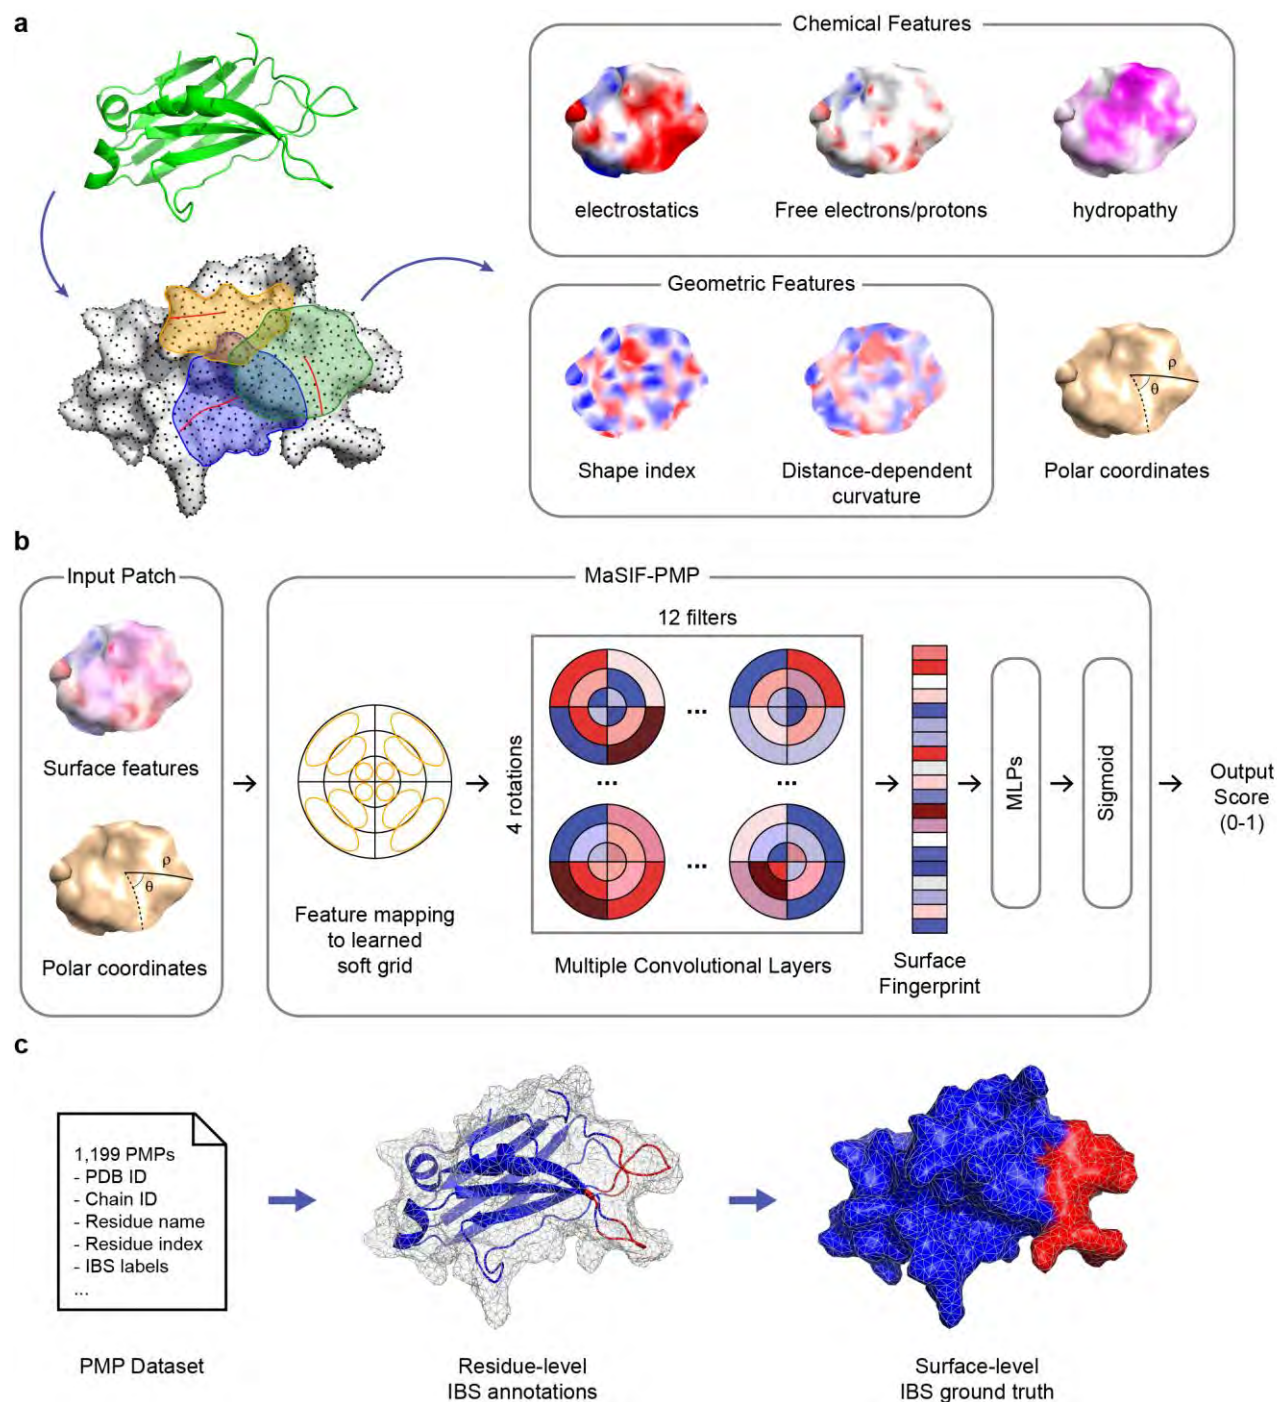 a
Chemical Features
electrostatics
Free electrons/protons
hydropathy
Geometric Features
Shape index
Distance-dependent
curvature
ρ
θ
Polar coordinates
b
Input Patch
Surface features
ρ
θ
Polar coordinates
MaSIF-PMP
Feature mapping
to learned
soft grid
12 filters
4 rotations
...
...
...
...
Multiple Convolutional Layers
Surface
Fingerprint
MLPs
Sigmoid
Output
Score
(0-1)
c
1,199 PMPs
- PDB ID
- Chain ID
- Residue name
- Residue index
- IBS labels
...
PMP Dataset
Residue-level
IBS annotations
Surface-level
IBS ground truth